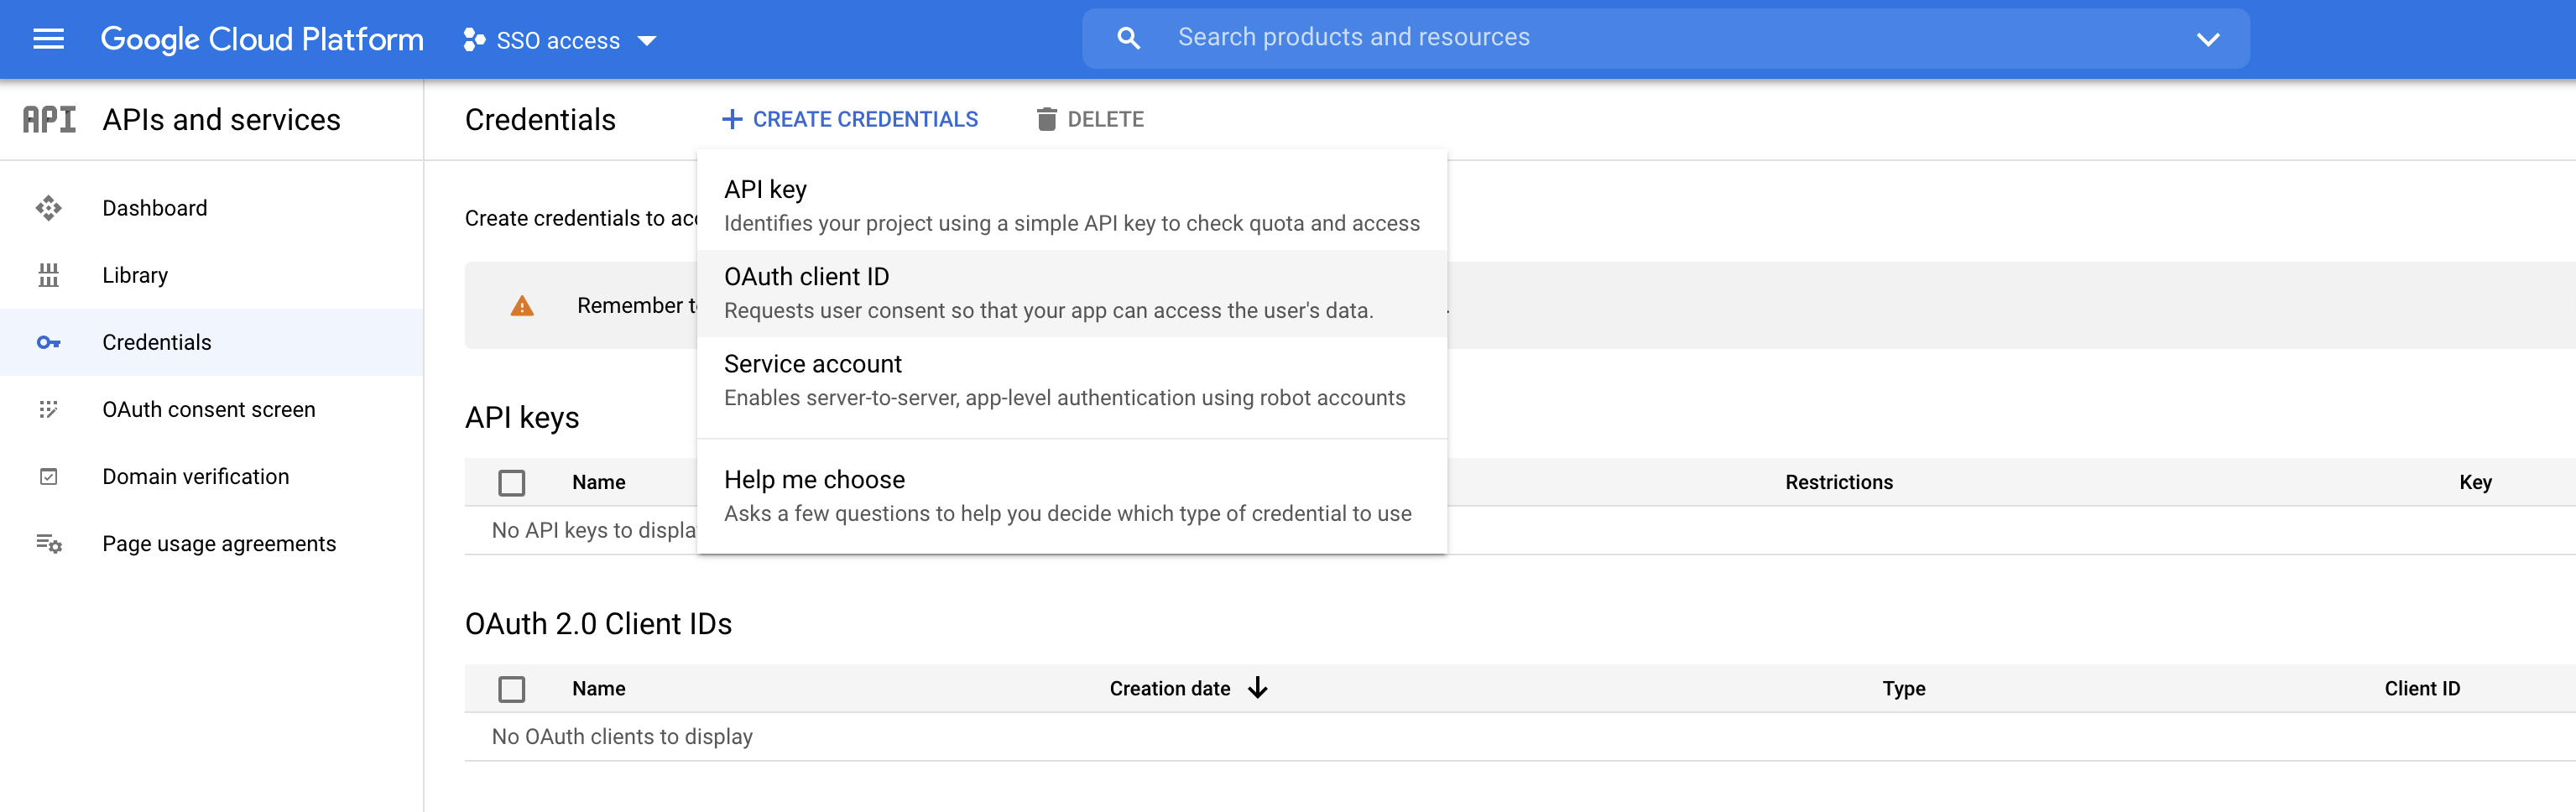 Google Cloud Platform
SSO access
Search products and resources
API
APIs and services
Credentials
CREATE CREDENTIALS
DELETE
Dashboard
Library
Credentials
OAuth consent screen
Domain verification
Page usage agreements
Create credentials to
API key
Identifies your project using a simple API key to check quota and access
OAuth client ID
Requests user consent so that your app can access the user's data.
Remember
Service account
Enables server-to-server, app-level authentication using robot accounts
Help me choose
Asks a few questions to help you decide which type of credential to use
API keys
Name
Restrictions
Key
No API keys to
OAuth 2.0 Client IDs
Name
Creation date
Type
Client ID
No OAuth clients to display